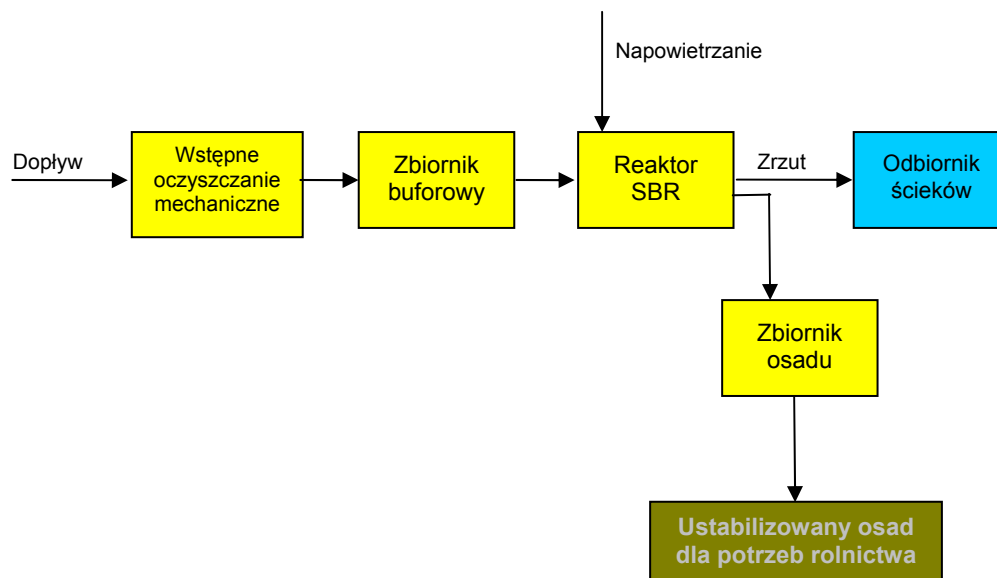 Napowietrzanie
Dopływ
Wstępne
oczyszczanie
mechaniczne
Zbiornik
buforowy
Reaktor
SBR
Zrzut
Odbiornik
ścieków
Zbiornik
osadu
Ustabilizowany osad
dla potrzeb rolnictwa